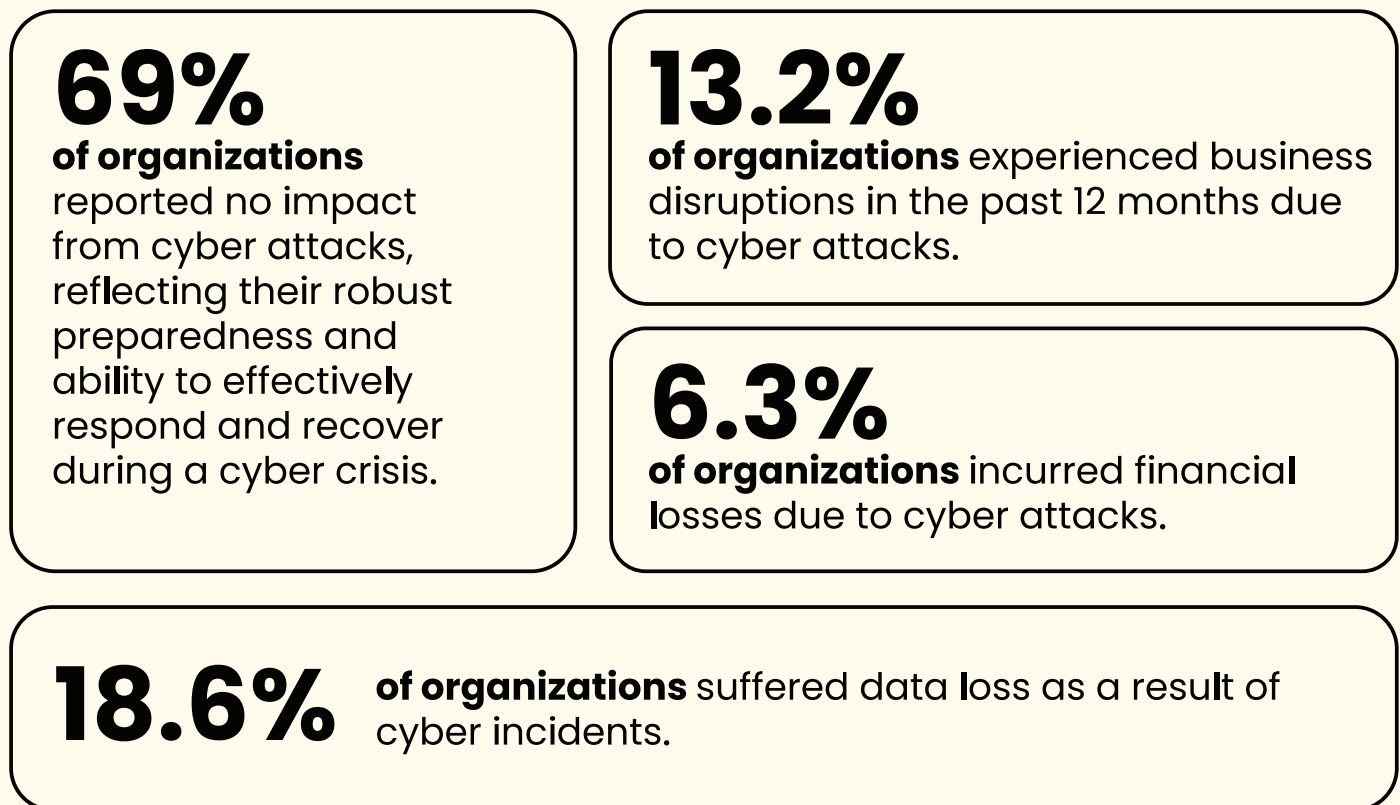 69%
of organizations
reported no impact
from cyber attacks,
reflecting their robust
preparedness and
ability to effectively
respond and recover
during a cyber crisis.
13.2%
of organizations experienced business
disruptions in the past 12 months due
to cyber attacks.
6.3%
of organizations incurred financial
losses due to cyber attacks.
18.6%
of organizations suffered data loss as a result of
cyber incidents.